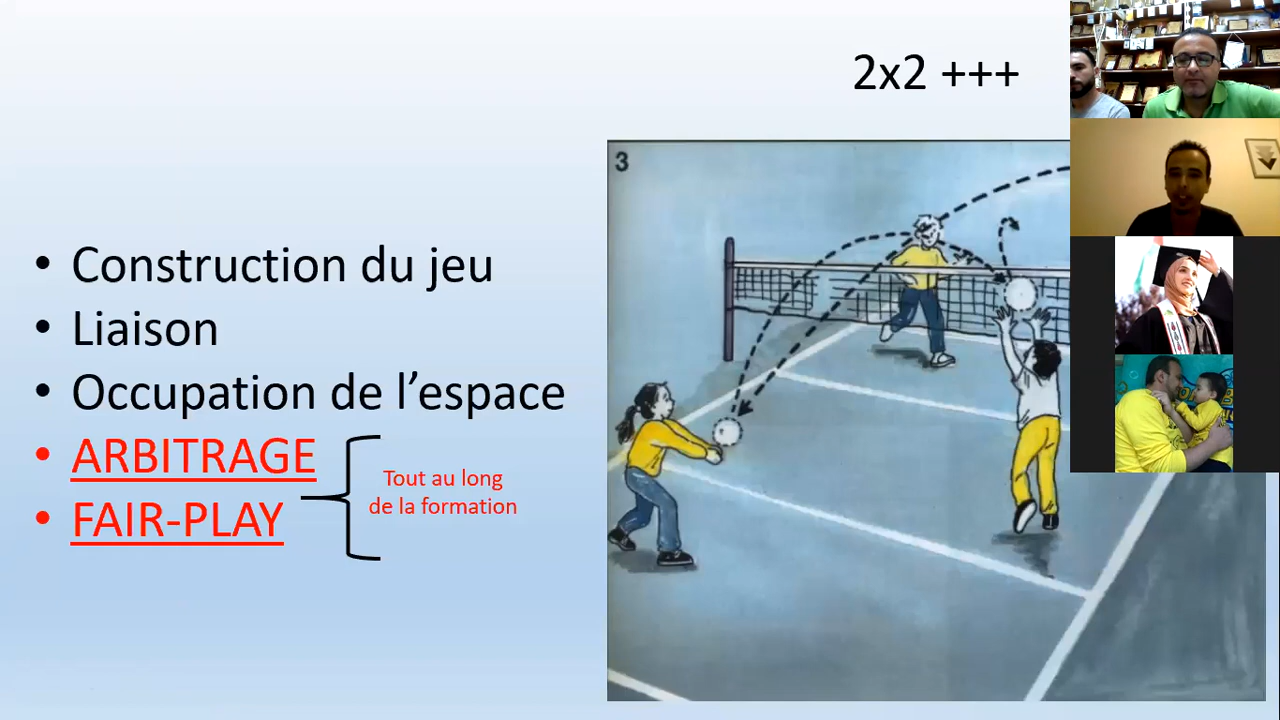 2x2 +++
3
• Construction du jeu
• Liaison
• Occupation de l’espace
• ARBITRAGE
• FAIR-PLAY
Tout au long
de la formation